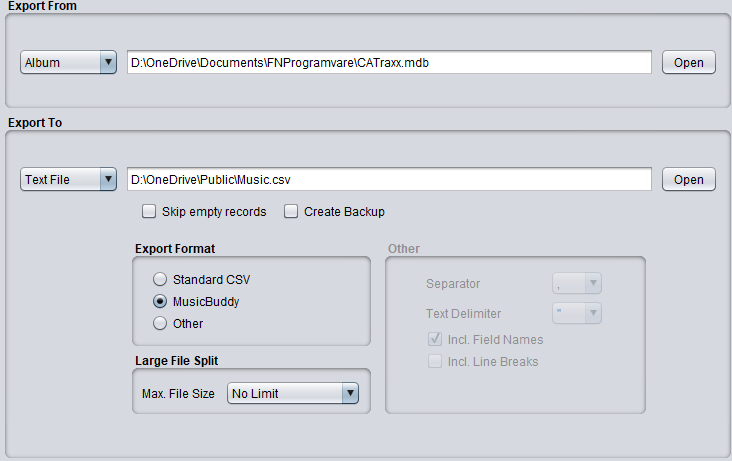 Export From
Album D:\OneDrive\Documents\FNProgramvare\CATraxx.mdb Open
Export To
Text File D:\OneDrive\Public\Music.csv Open
Skip empty records Create Backup
Export Format
Standard CSV
MusicBuddy
Other
Large File Split
Max. File Size No Limit
Other
Separator ,
Text Delimiter "
Incl. Field Names
Incl. Line Breaks